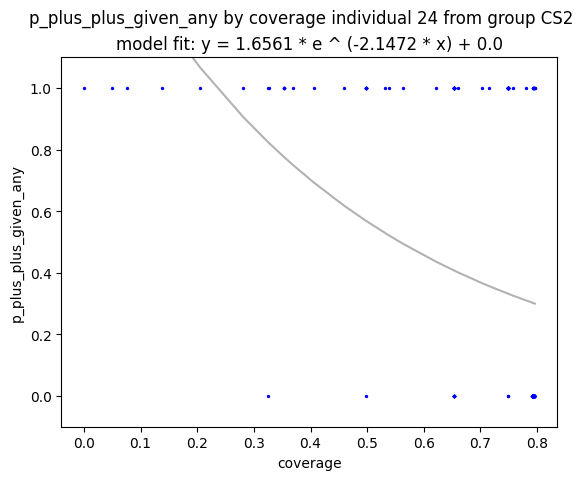 p_plus_plus_given_any by coverage individual 24 from group CS2
model fit: y = 1.6561 * e ^ (-2.1472 * x) + 0.0
1.0
0.8
0.6
0.4
0.2
0.0
p_plus_plus_given_any
0.0 0.1 0.2 0.3 0.4 0.5 0.6 0.7 0.8
coverage